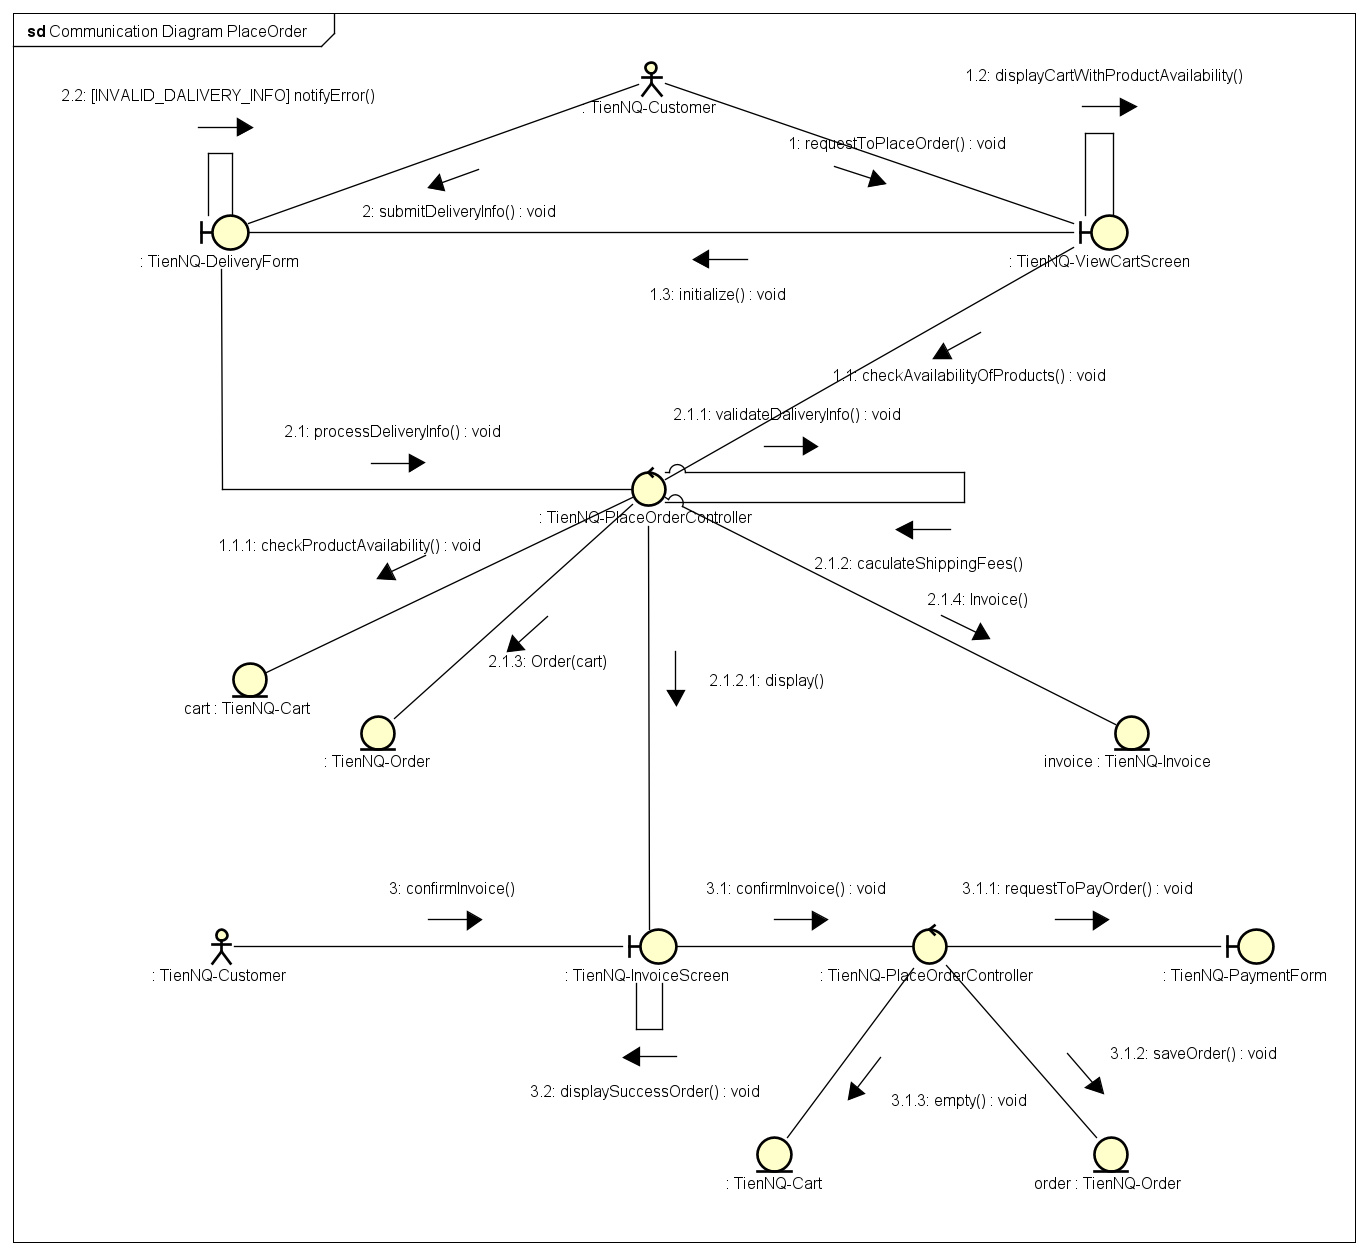 sd Communication Diagram PlaceOrder
1.2: displayCartWithProductAvailability()
2.2: [INVALID_DALIVERY_INFO] notifyError()
: TienNQ-Customer
1: requestToPlaceOrder() : void
2: submitDeliveryInfo() : void
: TienNQ-DeliveryForm
: TienNQ-ViewCartScreen
1.3: initialize() : void
1.1: checkAvailabilityOfProducts() : void
2.1.1: validateDaliveryInfo() : void
2.1: processDeliveryInfo() : void
: TienNQ-PlaceOrderController
1.1.1: checkProductAvailability() : void
2.1.2: caculateShippingFees()
2.1.4: Invoice()
2.1.3: Order(cart)
2.1.2.1: display()
cart : TienNQ-Cart
: TienNQ-Order
invoice : TienNQ-Invoice
3: confirmInvoice()
3.1: confirmInvoice() : void
3.1.1: requestToPayOrder() : void
: TienNQ-Customer
: TienNQ-InvoiceScreen
: TienNQ-PlaceOrderController
: TienNQ-PaymentForm
3.1.2: saveOrder() : void
3.2: displaySuccessOrder() : void
3.1.3: empty() : void
: TienNQ-Cart
order : TienNQ-Order